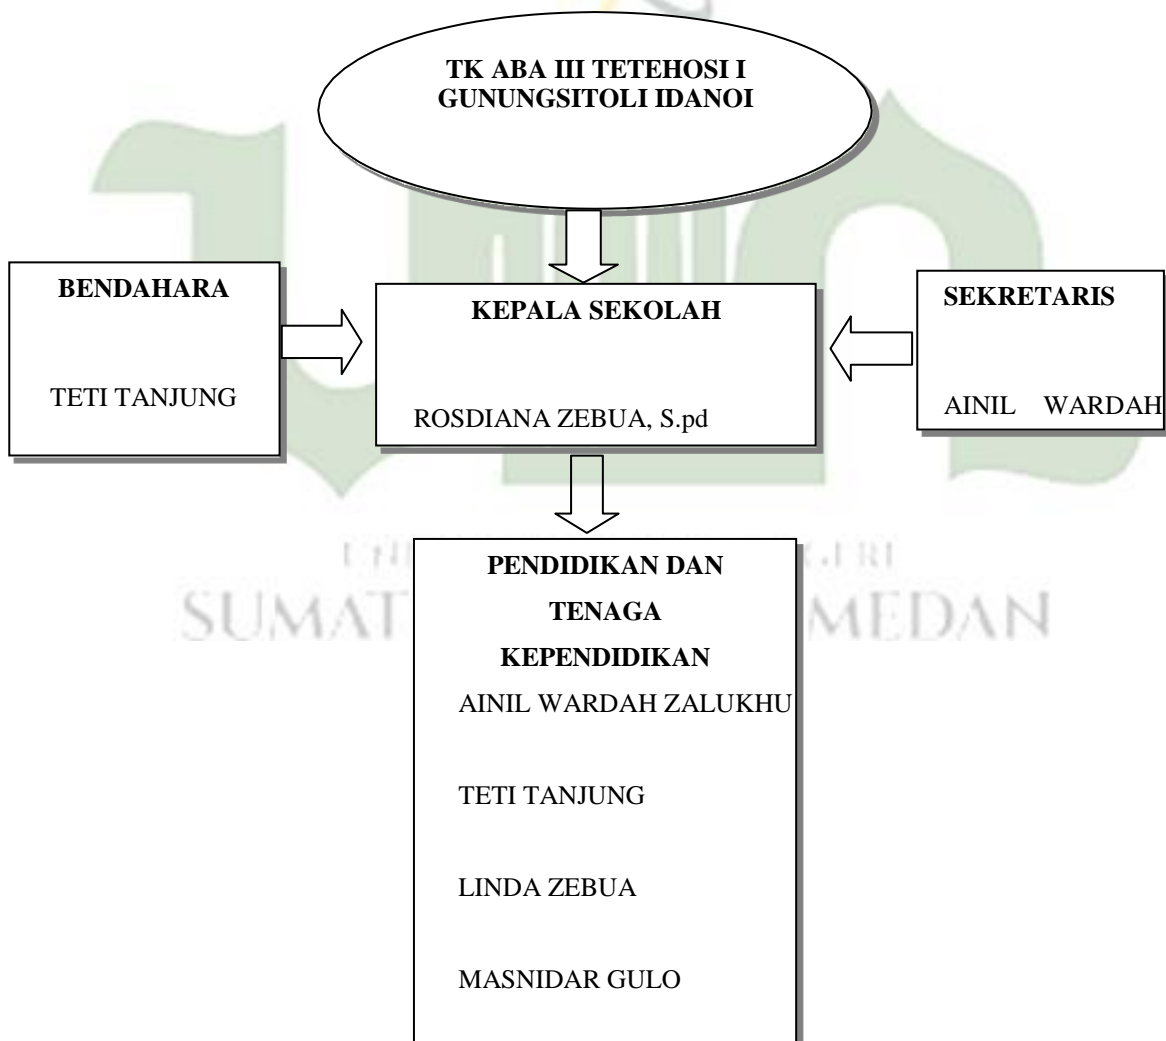 TK ABA III TETEHOSI I
GUNUNGSITOLI IDANOI
BENDAHARA
TETI TANJUNG
KEPALA SEKOLAH
ROSDIANA ZEBUA, S.pd
SEKRETARIS
AINIL WARDAH
PENDIDIKAN DAN
TENAGA
KEPENDIDIKAN
AINIL WARDAH ZALUKHU
TETI TANJUNG
LINDA ZEBUA
MASNIDAR GULO
MEDAN